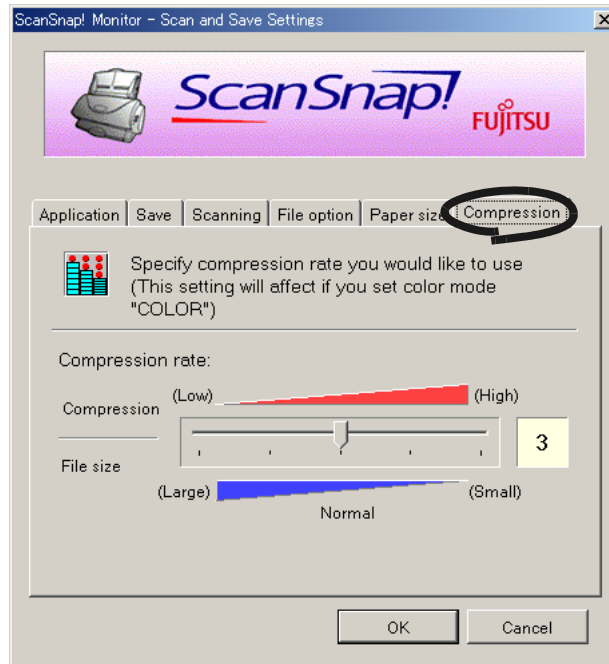 ScanSnap! Monitor - Scan and Save Settings
ScanSnap!
FUJITSU
Application Save Scanning File option Paper size Compression
Specify compression rate you would like to use
(This setting will affect if you set color mode
"COLOR")
Compression rate:
(Low) (High)
Compression
3
File size
(Large) (Small)
Normal
OK Cancel